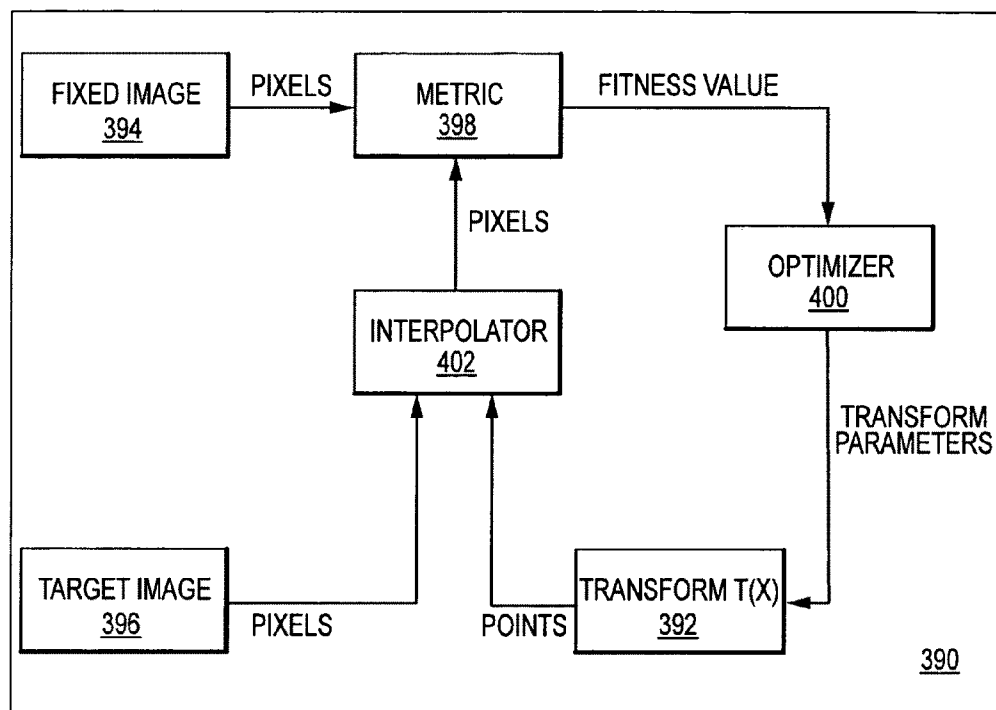 FIXED IMAGE
394
PIXELS
METRIC
398
FITNESS VALUE
PIXELS
OPTIMIZER
400
INTERPOLATOR
402
TRANSFORM
PARAMETERS
TARGET IMAGE
396
PIXELS
POINTS
TRANSFORM T(X)
392
390